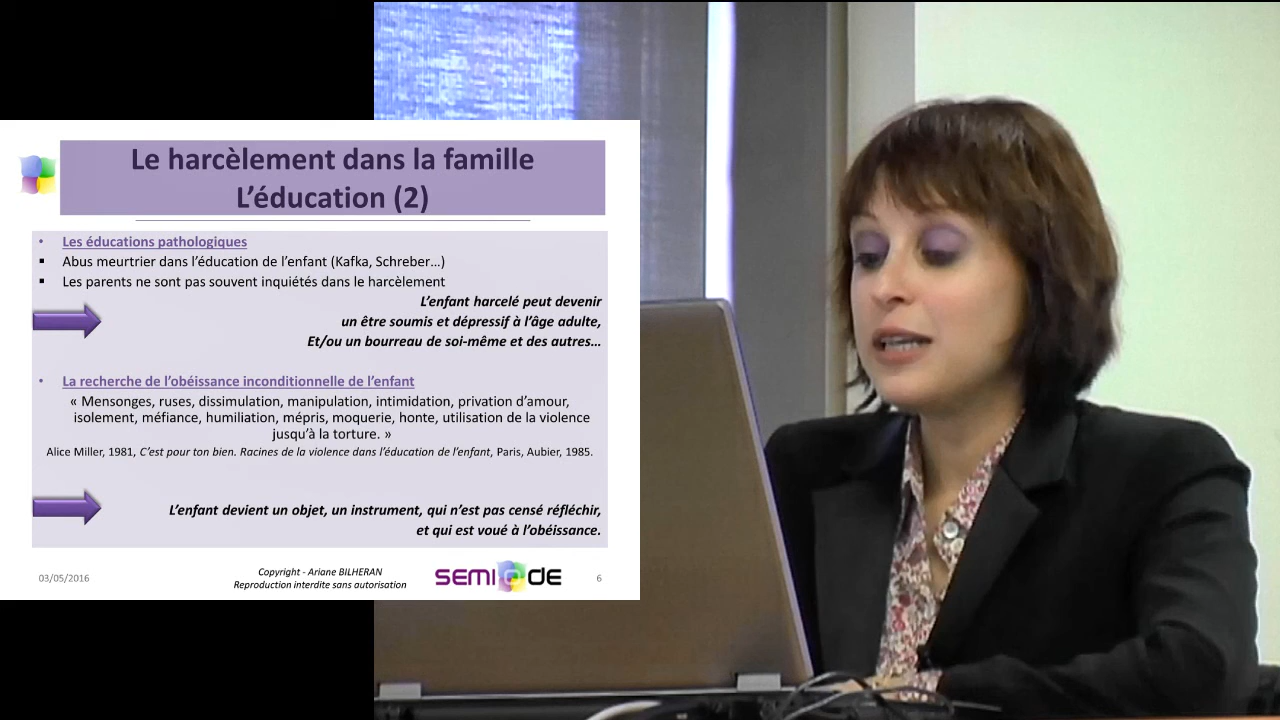 Le harcèlement dans la famille
L’éducation (2)
• Les éducations pathologiques
▪ Abus meurtrier dans l’éducation de l’enfant (Kafka, Schreber…)
▪ Les parents ne sont pas souvent inquiétés dans le harcèlement
L’enfant harcelé peut devenir
un être soumis et dépressif à l’âge adulte,
Et/ou un bourreau de soi-même et des autres…
• La recherche de l’obéissance inconditionnelle de l’enfant
« Mensonges, ruses, dissimulation, manipulation, intimidation, privation d’amour,
isolement, méfiance, humiliation, mépris, moquerie, honte, utilisation de la violence
jusqu’à la torture. »
Alice Miller, 1981, C’est pour ton bien. Racines de la violence dans l’éducation de l’enfant, Paris, Aubier, 1985.
L’enfant devient un objet, un instrument, qui n’est pas censé réfléchir,
et qui est voué à l’obéissance.
03/05/2016
Copyright - Ariane BILHERAN
Reproduction interdite sans autorisation
SEMIODE
6